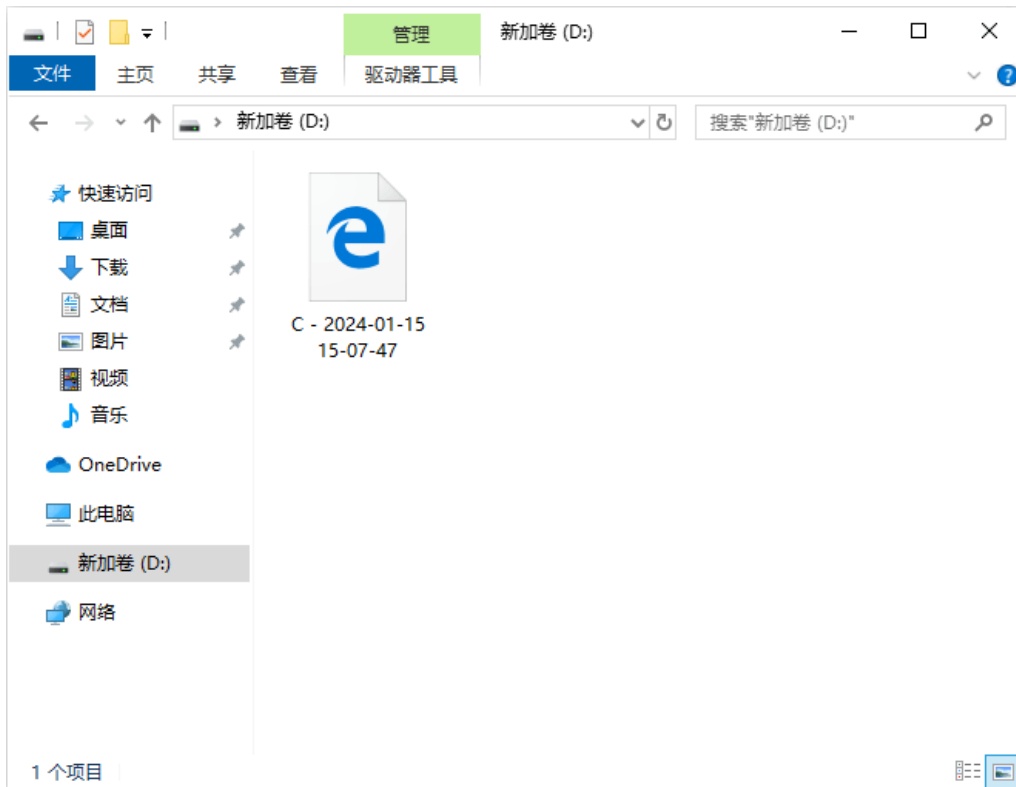 管理
新加卷 (D:)
文件
主页
共享
查看
驱动器工具
新加卷 (D:)
搜索"新加卷 (D:)"
快速访问
桌面
下载
文档
图片
视频
音乐
OneDrive
此电脑
新加卷 (D:)
网络
C - 2024-01-15
15-07-47
1 个项目